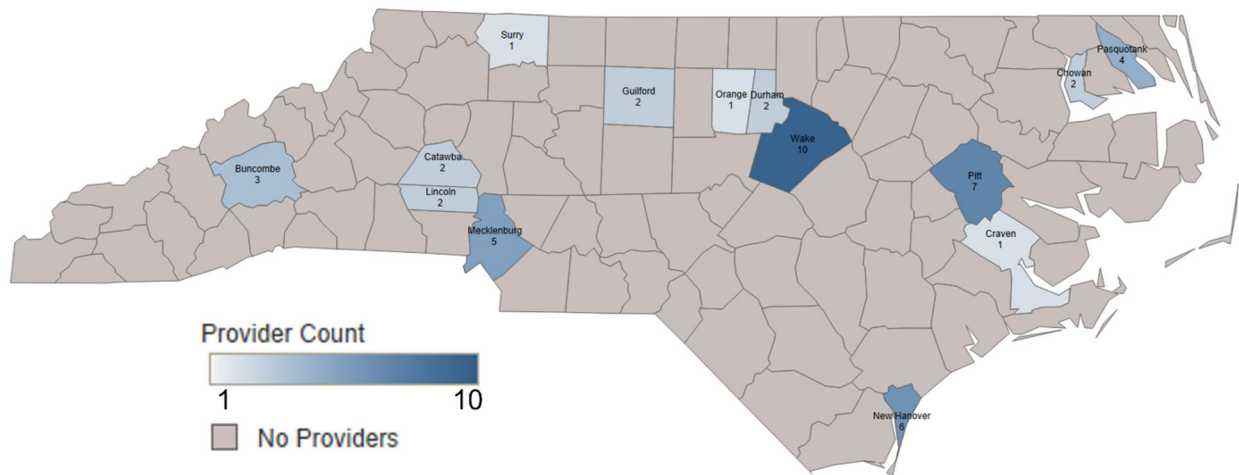 Surry
1
Pasquotank
4
Chowan
2
Guilford
2
Orange
1
Durham
2
Wake
10
Catawba
2
Buncombe
3
Lincoln
2
Pitt
7
Mecklenburg
5
Craven
1
New Hanover
6
Provider Count
1 10
No Providers